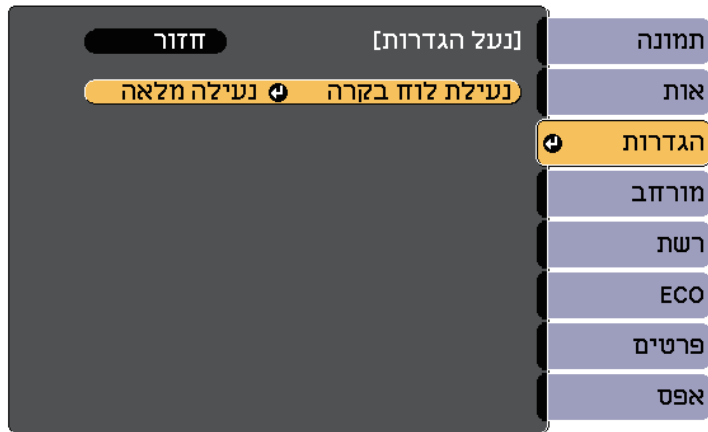 תמונה
אות
הגדרות
מורחב
רשת
ECO
פרטים
אפס
[נעל הגדרות] חזור
נעילת לוח בקרה נעילה מלאה